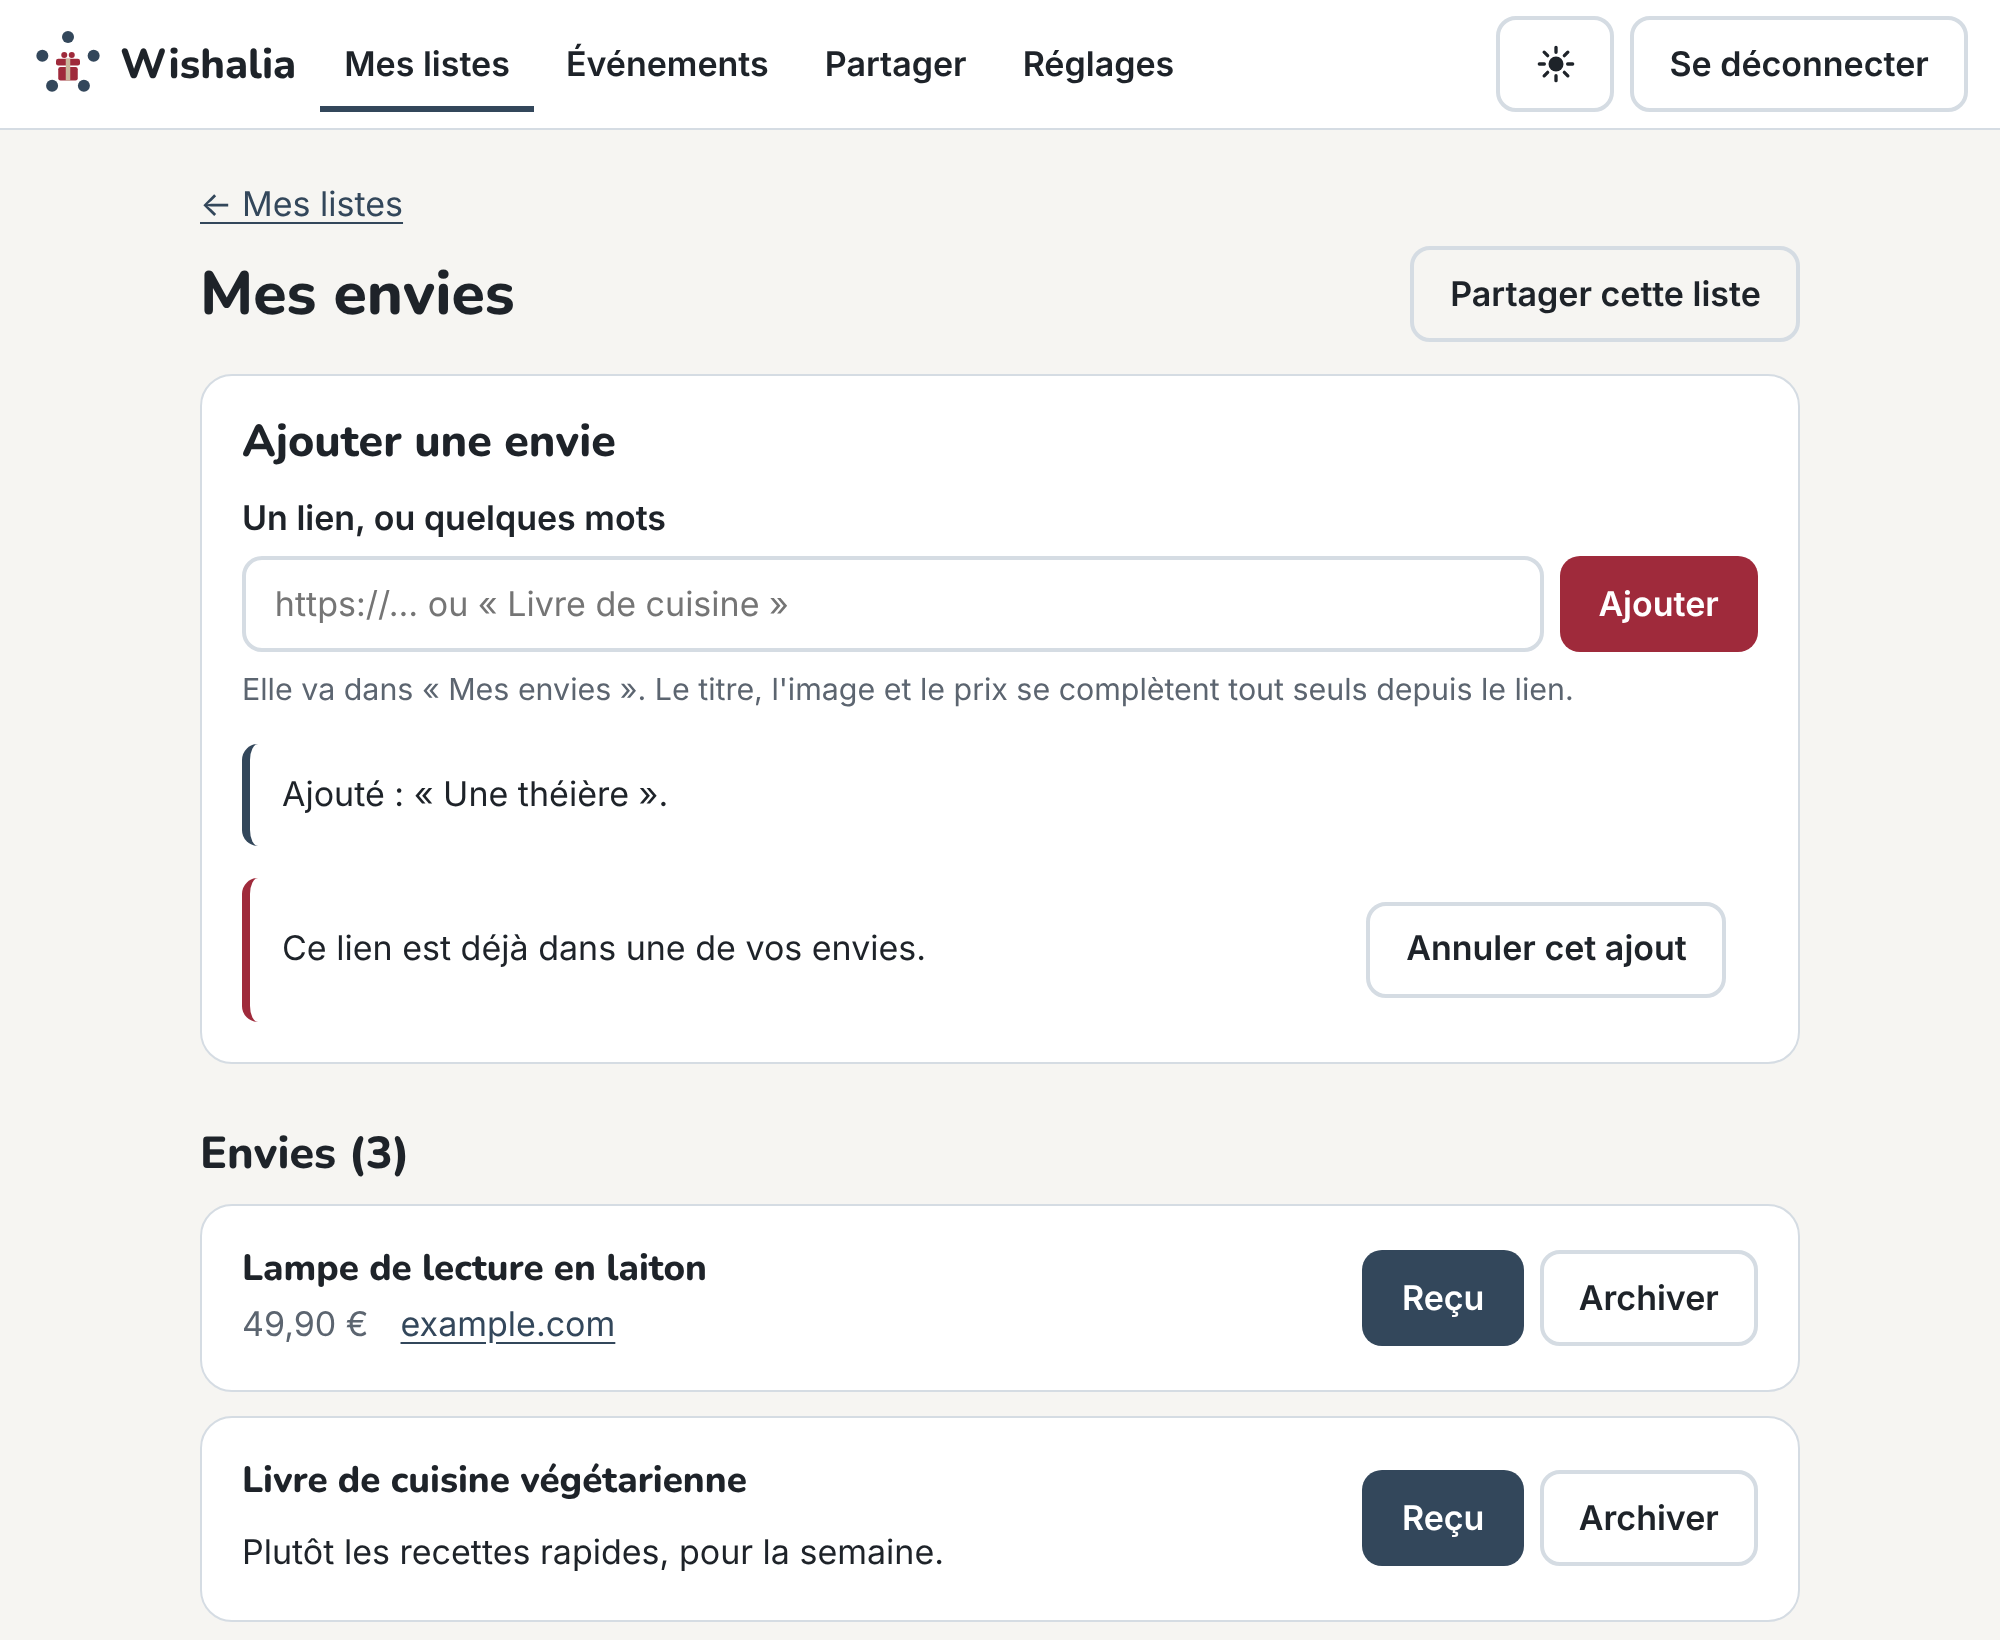 Wishalia Mes listes Événements Partager Réglages Se déconnecter
← Mes listes
Mes envies Partager cette liste
Ajouter une envie
Un lien, ou quelques mots
https://... ou « Livre de cuisine » Ajouter
Elle va dans « Mes envies ». Le titre, l'image et le prix se complètent tout seuls depuis le lien.
Ajouté : « Une théière ».
Ce lien est déjà dans une de vos envies. Annuler cet ajout
Envies (3)
Lampe de lecture en laiton
49,90 € example.com
Reçu Archiver
Livre de cuisine végétarienne
Plutôt les recettes rapides, pour la semaine.
Reçu Archiver